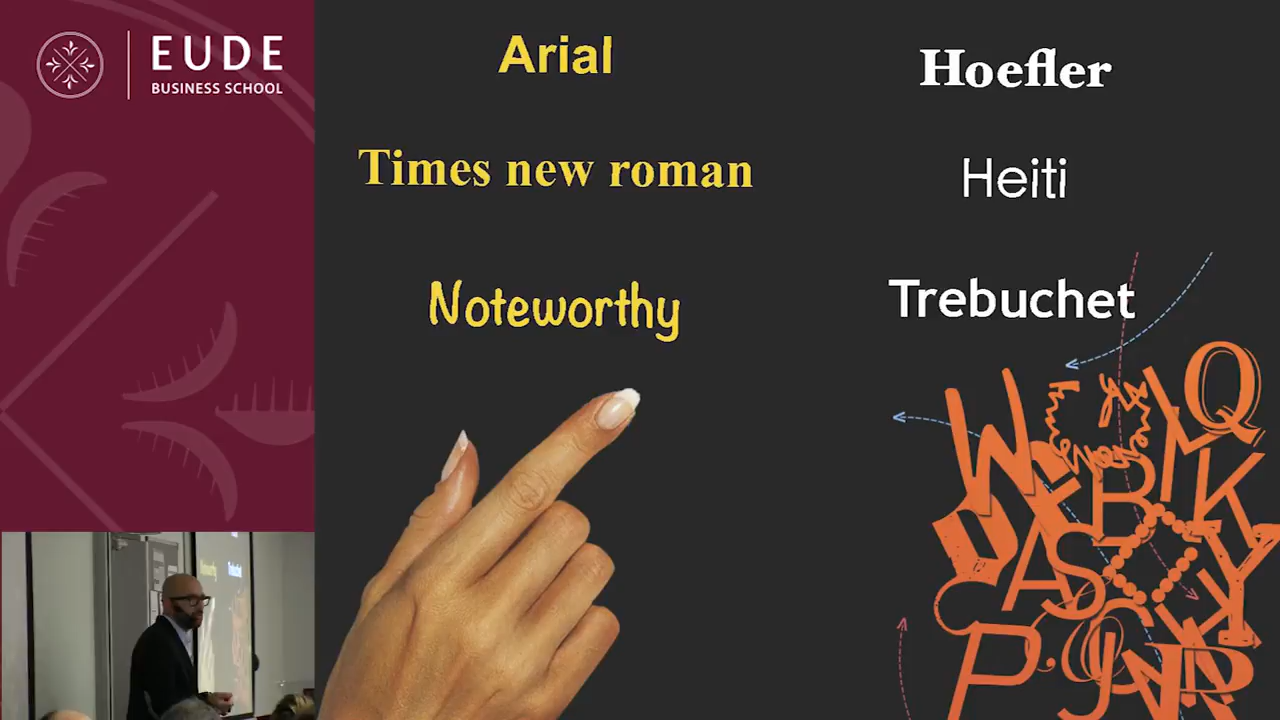 EUDE
BUSINESS SCHOOL
Arial
Times new roman
Noteworthy
Hoefler
Heiti
Trebuchet
W
Q
B
K
A
S
Y
P